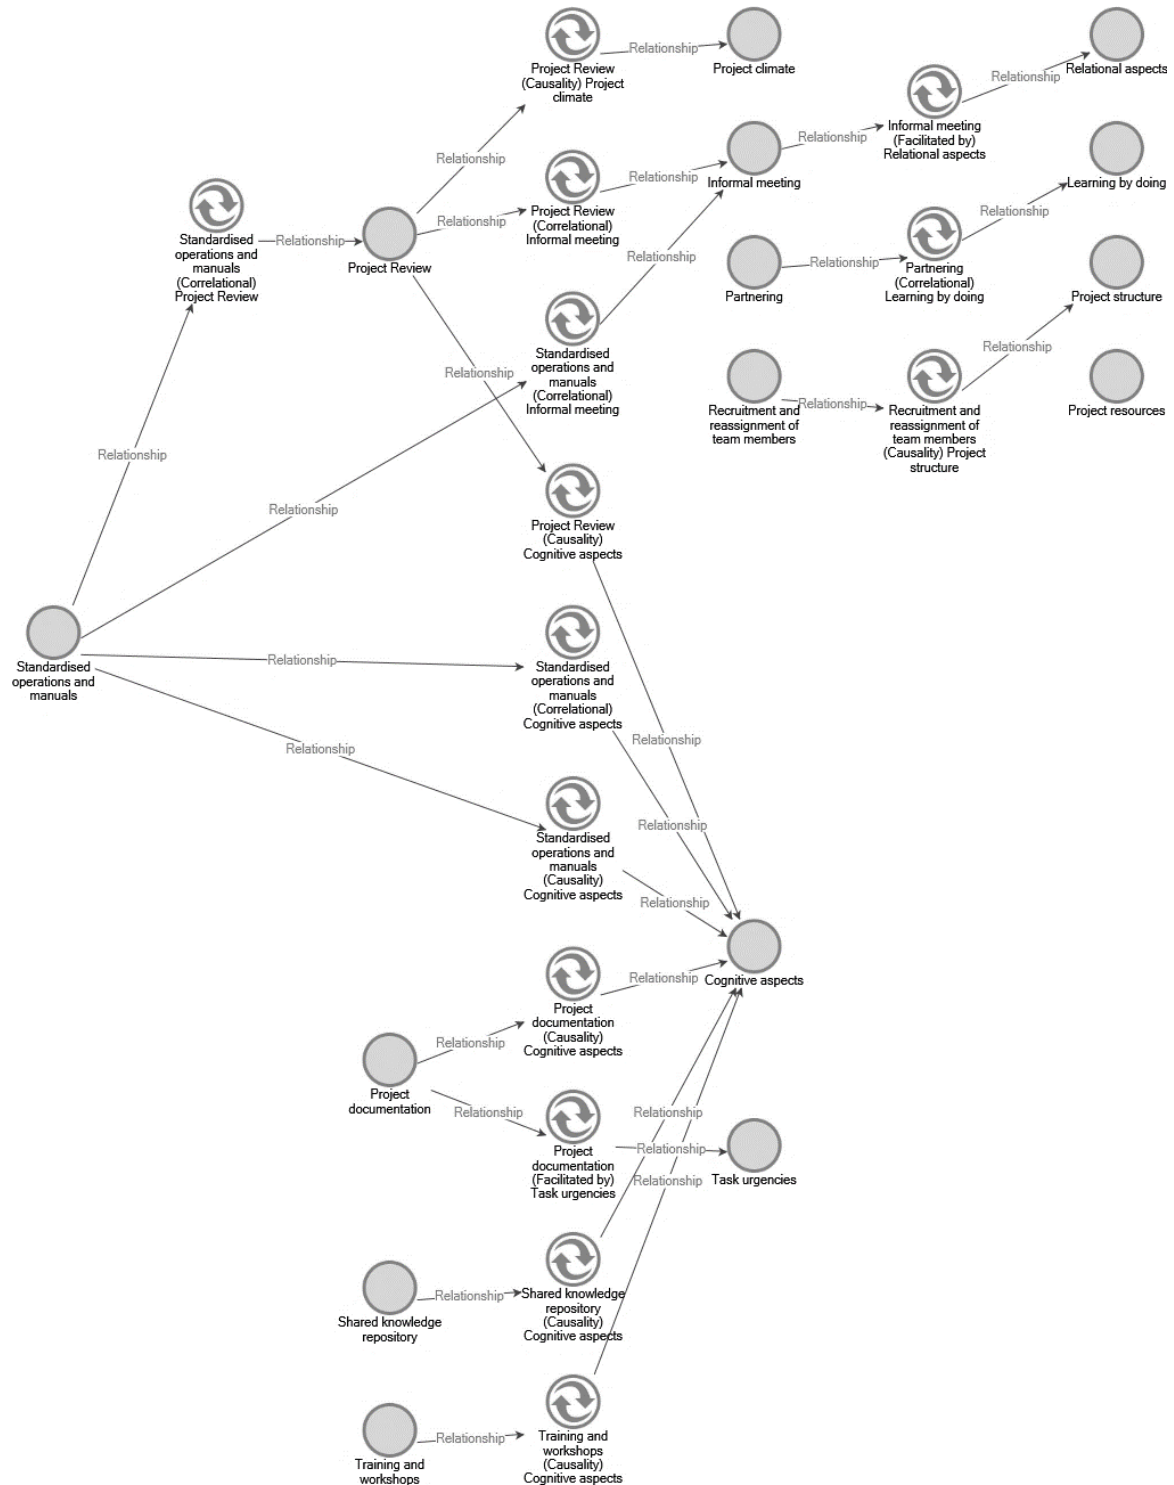 Project Review
(Causality) Project
climate
Relationship
Project climate
Relationship
Relational aspects
Relationship
Informal meeting
(Facilitated by)
Relational aspects
Relationship
Project Review
(Correlational)
Informal meeting
Relationship
Informal meeting
Learning by doing
Relationship
Standardised
operations and
manuals
(Correlational)
Project Review
Relationship
Project Review
Relationship
Relationship
Partnering
Relationship
Partnering
(Correlational)
Learning by doing
Project structure
Relationship
Standardised
operations and
manuals
(Correlational)
Informal meeting
Relationship
Recruitment and
reassignment of
team members
Relationship
Recruitment and
reassignment of
team members
(Causality) Project
structure
Project resources
Relationship
Relationship
Relationship
Project Review
(Causality)
Cognitive aspects
Standardised
operations and
manuals
Relationship
Standardised
operations and
manuals
(Correlational)
Cognitive aspects
Relationship
Relationship
Standardised
operations and
manuals
(Causality)
Cognitive aspects
Relationship
Relationship
Cognitive aspects
Relationship
Project
documentation
(Causality)
Cognitive aspects
Relationship
Project
documentation
Relationship
Project
documentation
(Facilitated by)
Task urgencies
Relationship
Relationship
Relationship
Task urgencies
Shared knowledge
repository
Relationship
Shared knowledge
repository
(Causality)
Cognitive aspects
Training and
workshops
Relationship
Training and
workshops
(Causality)
Cognitive aspects